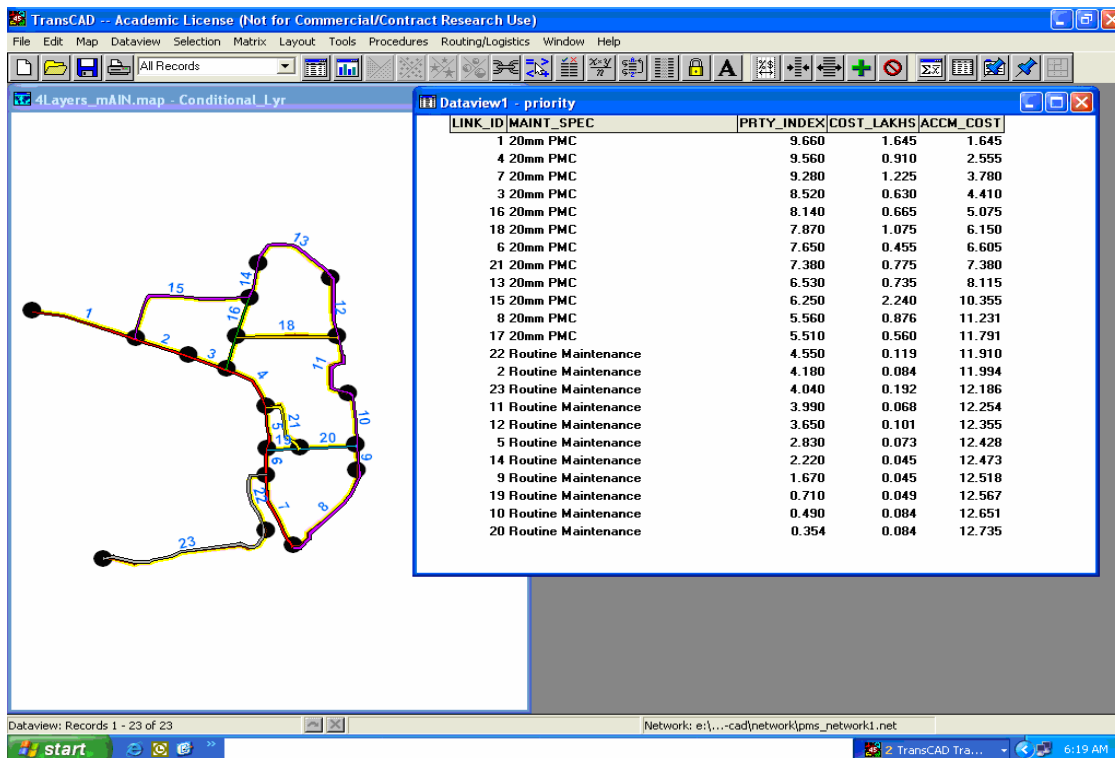 TransCAD -- Academic License (Not for Commercial/Contract Research Use)
File Edit Map Dataview Selection Matrix Layout Tools Procedures Routing/Logistics Window Help
All Records
4Layers_mAIN.map - Conditional_Lyr
13
15
14
12
1
16
18
2
3
11
4
10
5
21
19
20
6
9
22
7
8
23
Dataview1 - priority
LINK_ID MAINT_SPEC PRTY_INDEX COST_LAKHS ACCM_COST
1 20mm PMC 9.660 1.645 1.645
4 20mm PMC 9.560 0.910 2.555
7 20mm PMC 9.280 1.225 3.780
3 20mm PMC 8.520 0.630 4.410
16 20mm PMC 8.140 0.665 5.075
18 20mm PMC 7.870 1.075 6.150
6 20mm PMC 7.650 0.455 6.605
21 20mm PMC 7.380 0.775 7.380
13 20mm PMC 6.530 0.735 8.115
15 20mm PMC 6.250 2.240 10.355
8 20mm PMC 5.560 0.876 11.231
17 20mm PMC 5.510 0.560 11.791
22 Routine Maintenance 4.550 0.119 11.910
2 Routine Maintenance 4.180 0.084 11.994
23 Routine Maintenance 4.040 0.192 12.186
11 Routine Maintenance 3.990 0.068 12.254
12 Routine Maintenance 3.650 0.101 12.355
5 Routine Maintenance 2.830 0.073 12.428
14 Routine Maintenance 2.220 0.045 12.473
9 Routine Maintenance 1.670 0.045 12.518
19 Routine Maintenance 0.710 0.049 12.567
10 Routine Maintenance 0.490 0.084 12.651
20 Routine Maintenance 0.354 0.084 12.735
Dataview: Records 1 - 23 of 23
Network: e:\...-cad\network\pms_network1.net
start
2 TransCAD Tra...
6:19 AM